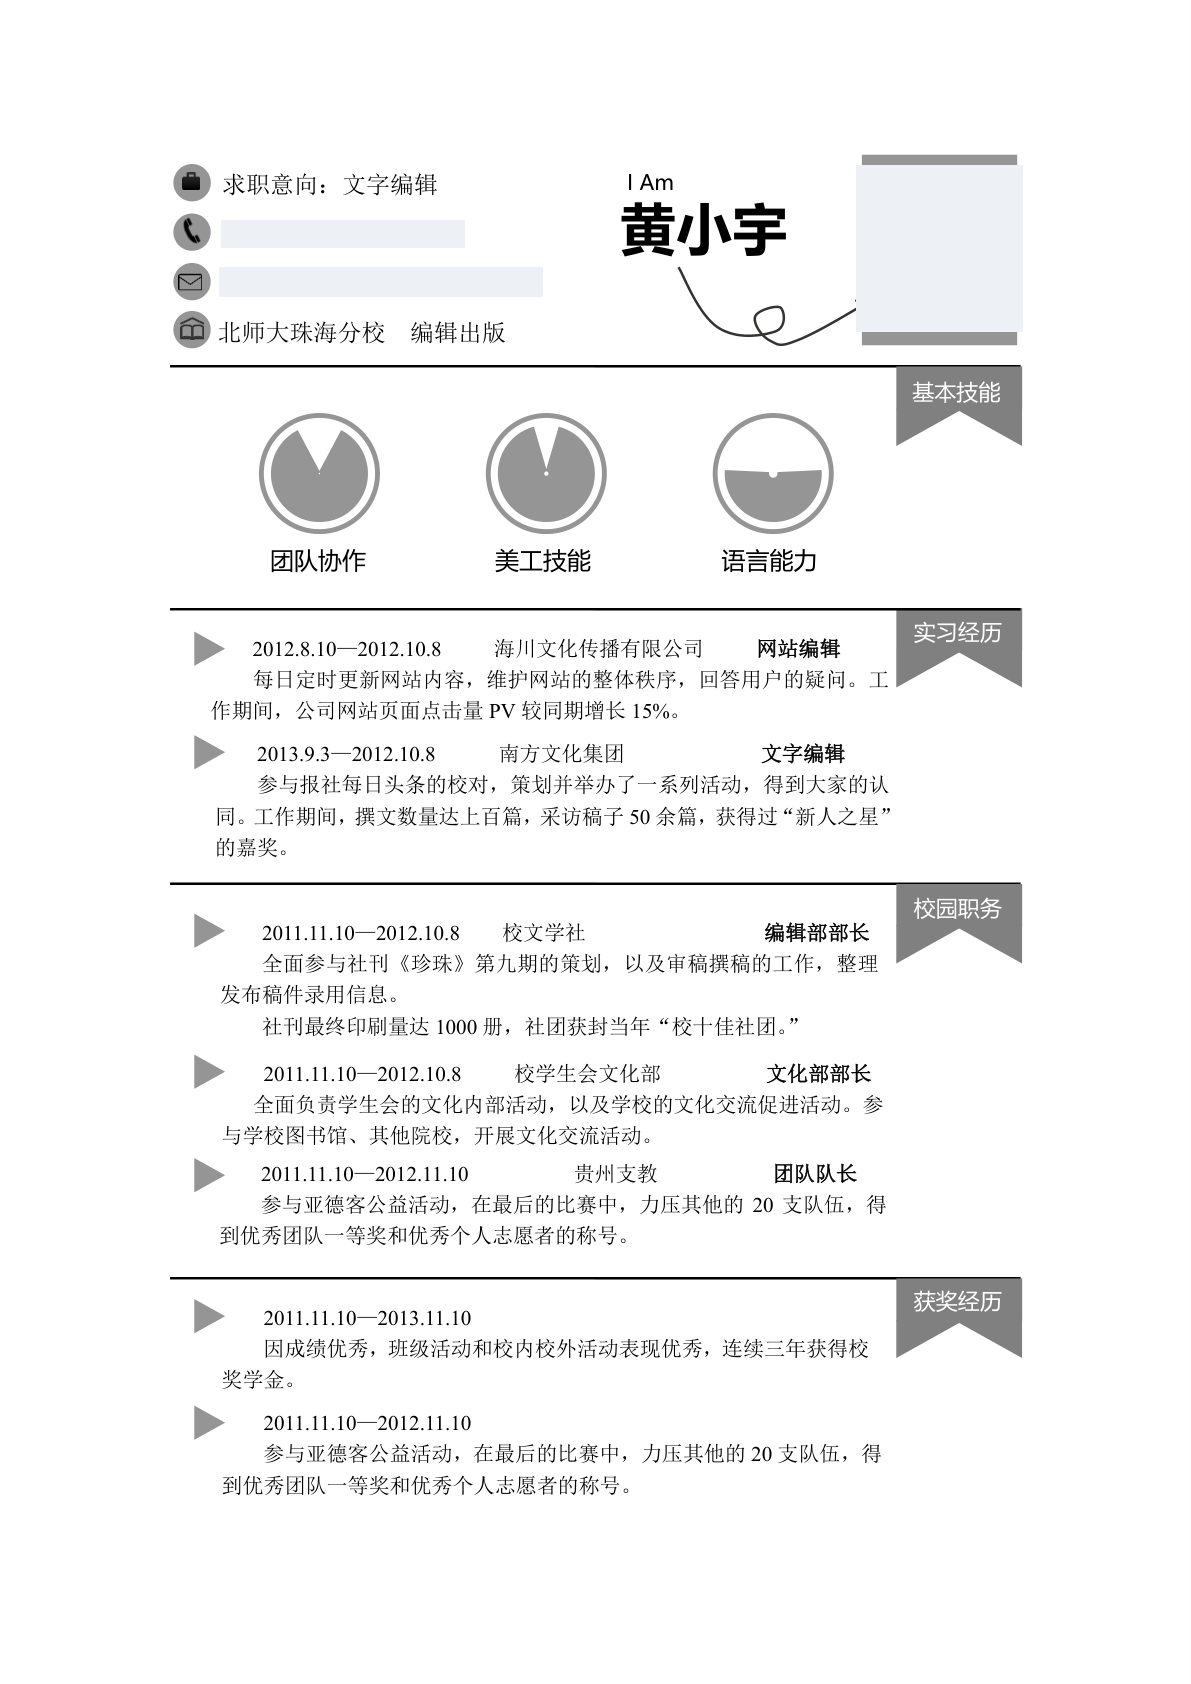 求职意向：文字编辑
I Am
黄小宇
北师大珠海分校 编辑出版
基本技能
团队协作 美工技能 语言能力
实习经历
2012.8.10—2012.10.8 海川文化传播有限公司 网站编辑
每日定时更新网站内容，维护网站的整体秩序，回答用户的疑问。工
作期间，公司网站页面点击量 PV 较同期增长 15%。
2013.9.3—2012.10.8 南方文化集团 文字编辑
参与报社每日头条的校对，策划并举办了一系列活动，得到大家的认
同。工作期间，撰文数量达上百篇，采访稿子 50 余篇，获得过“新人之星”
的嘉奖。
校园职务
2011.11.10—2012.10.8 校文学社 编辑部部长
全面参与社刊《珍珠》第九期的策划，以及审稿撰稿的工作，整理
发布稿件录用信息。
社刊最终印刷量达 1000 册，社团获封当年“校十佳社团。”
2011.11.10—2012.10.8 校学生会文化部 文化部部长
全面负责学生会的文化内部活动，以及学校的文化交流促进活动。参
与学校图书馆、其他院校，开展文化交流活动。
2011.11.10—2012.11.10 贵州支教 团队队长
参与亚德客公益活动，在最后的比赛中，力压其他的 20 支队伍，得
到优秀团队一等奖和优秀个人志愿者的称号。
获奖经历
2011.11.10—2013.11.10
因成绩优秀，班级活动和校内校外活动表现优秀，连续三年获得校
奖学金。
2011.11.10—2012.11.10
参与亚德客公益活动，在最后的比赛中，力压其他的 20 支队伍，得
到优秀团队一等奖和优秀个人志愿者的称号。